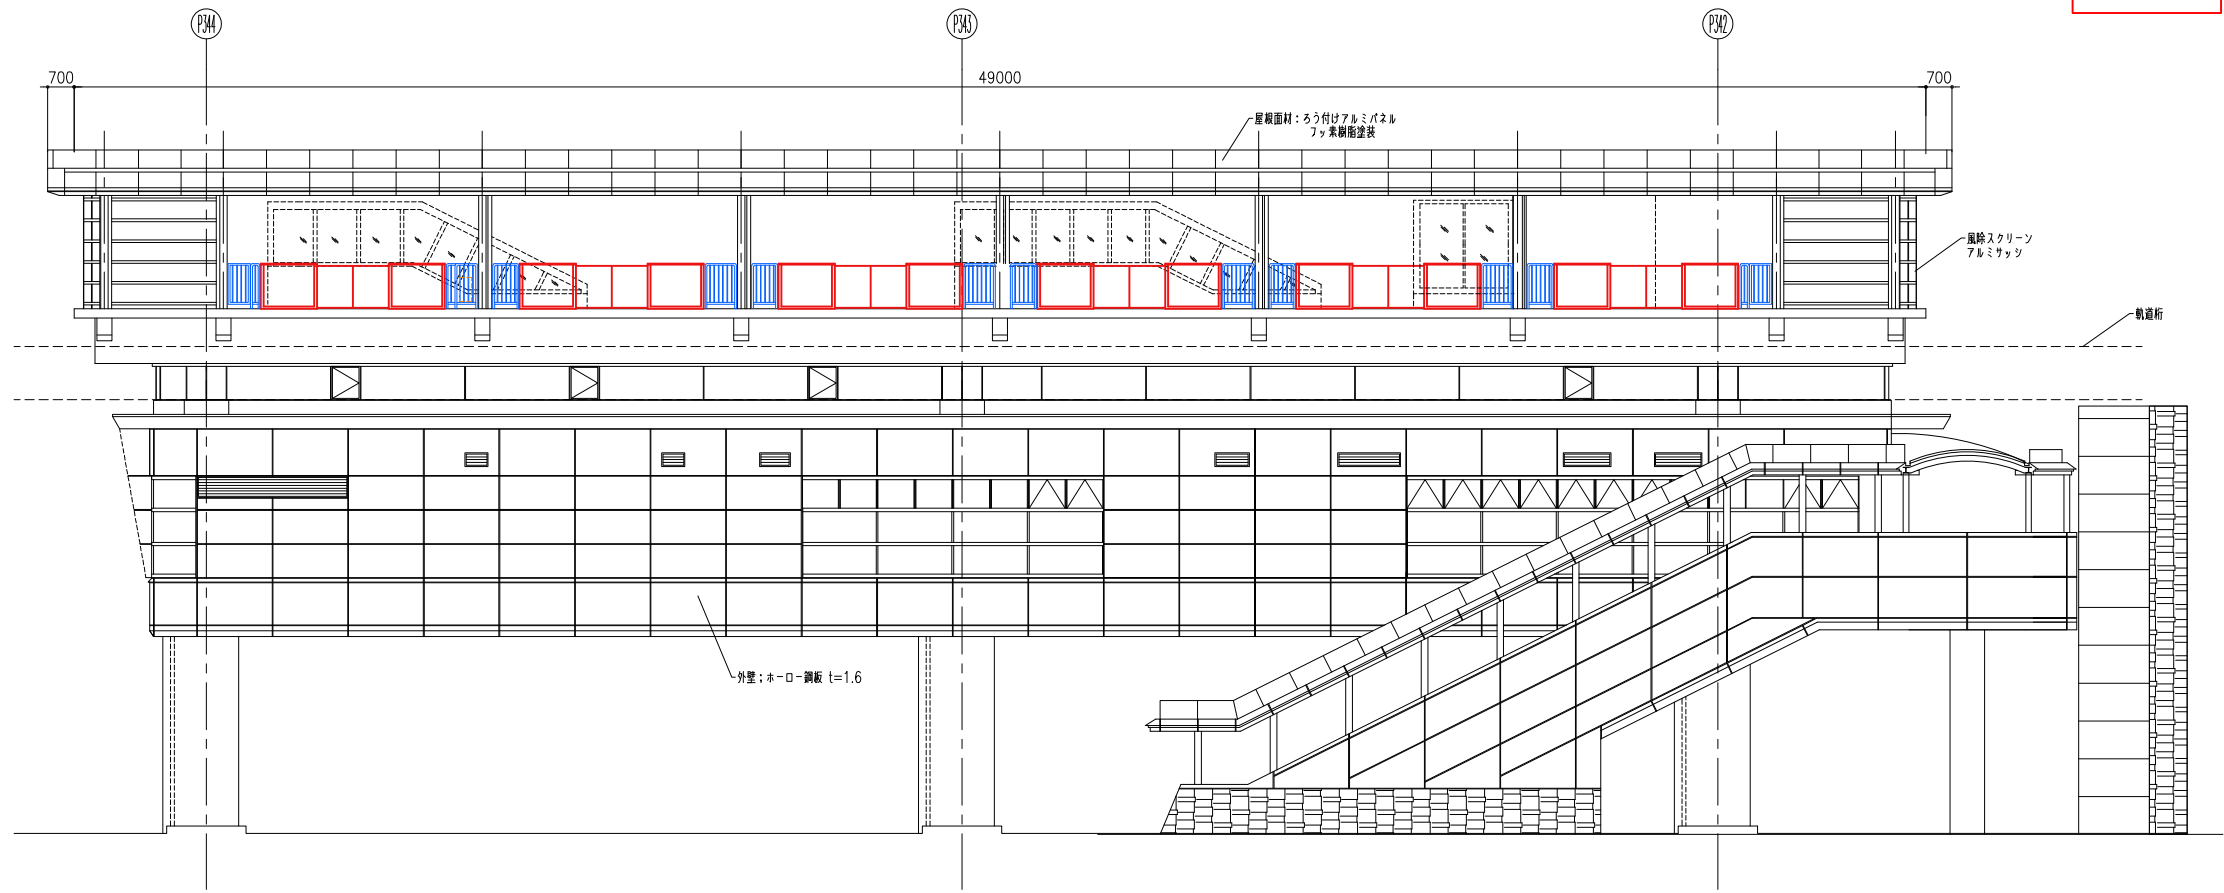 P344
P343
P342
700
49000
700
屋根面材：ろう付けアルミパネル
フッ素樹脂塗装
風除スクリーン
アルミサッシ
軌道桁
外壁；ホーロー鋼板 t=1.6